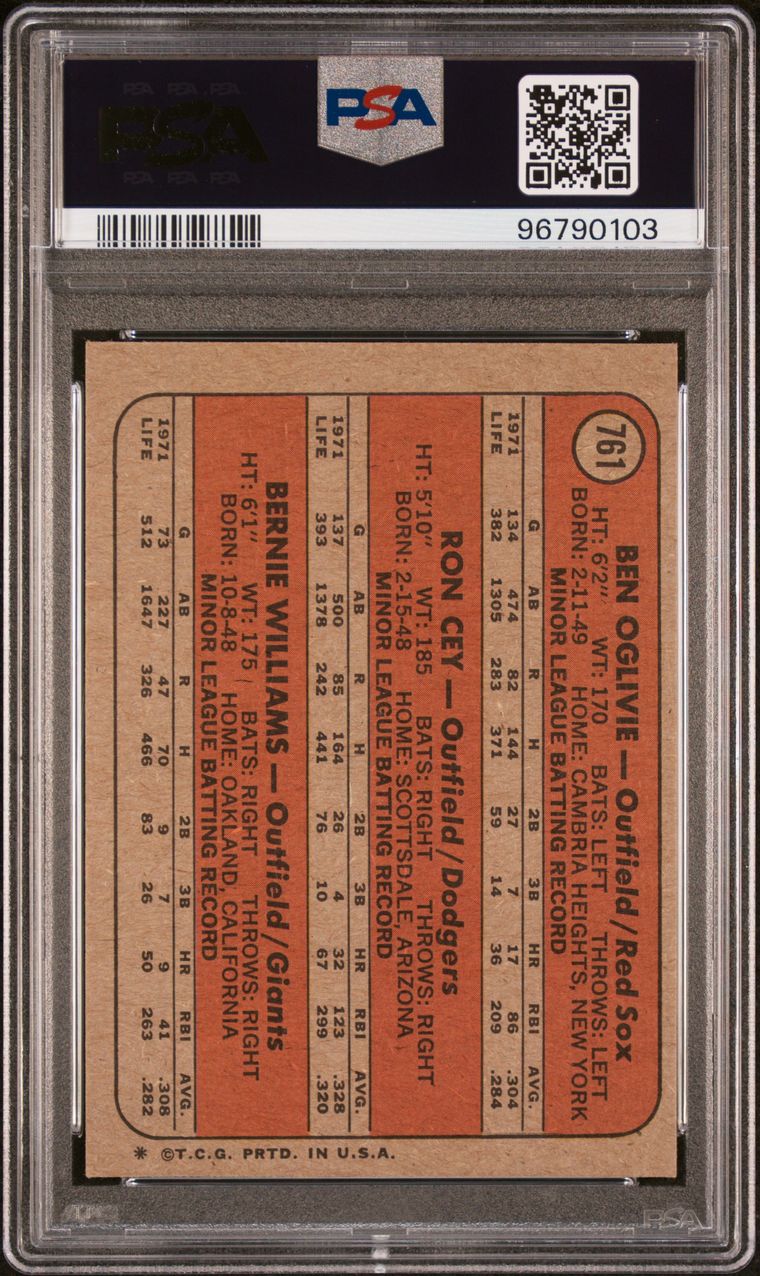 PSA PSA PSA
PSA
PSA PSA PSA
PSA
96790103
761
BEN OGLIVIE — Outfield/Red Sox
HT: 6'2" WT: 170 BATS: LEFT THROWS: LEFT
BORN: 2-11-49 HOME: CAMBRIA HEIGHTS, NEW YORK
MINOR LEAGUE BATTING RECORD
G AB R H 2B 3B HR RBI AVG.
1971 134 474 82 144 27 7 17 86 .304
LIFE 382 1305 283 371 59 14 36 209 .284
RON CEY — Outfield/Dodgers
HT: 5'10" WT: 185 BATS: RIGHT THROWS: RIGHT
BORN: 2-15-48 HOME: SCOTTSDALE, ARIZONA
MINOR LEAGUE BATTING RECORD
G AB R H 2B 3B HR RBI AVG.
1971 137 500 85 164 26 4 32 123 .328
LIFE 393 1378 242 441 76 10 67 299 .320
BERNIE WILLIAMS — Outfield/Giants
HT: 6'1" WT: 175 BATS: RIGHT THROWS: RIGHT
BORN: 10-8-48 HOME: OAKLAND, CALIFORNIA
MINOR LEAGUE BATTING RECORD
G AB R H 2B 3B HR RBI AVG.
1971 73 227 47 70 9 7 9 41 .308
LIFE 512 1647 326 466 83 26 50 263 .282
* ©T.C.G. PRTD. IN U.S.A.
PSA